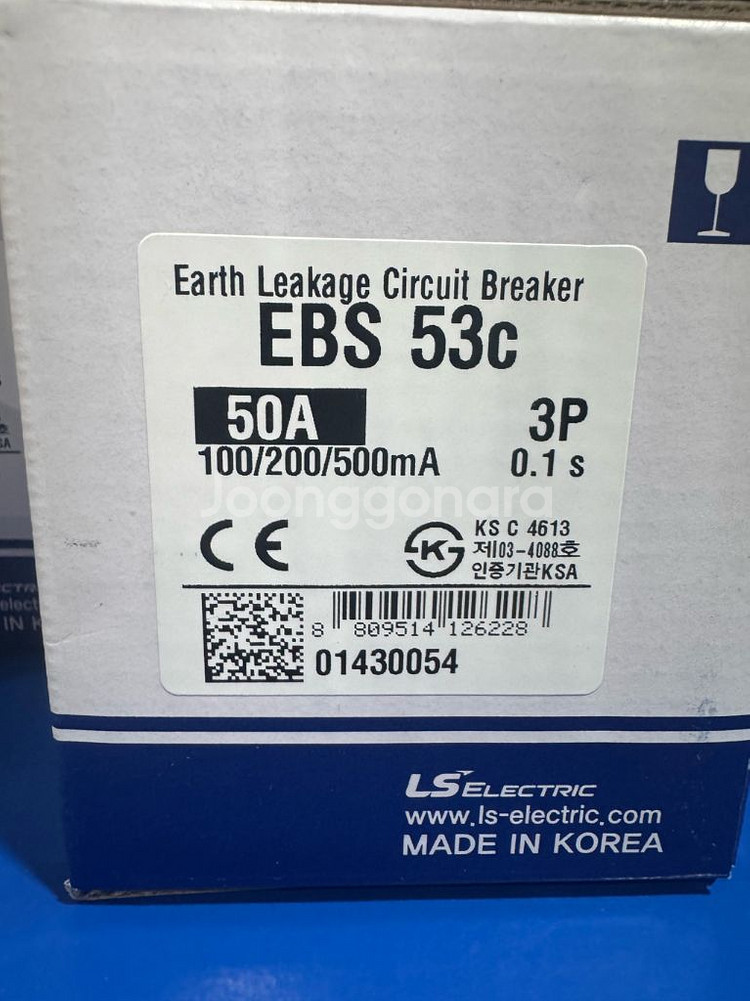 Earth Leakage Circuit Breaker
EBS 53c
50A 3P
100/200/500mA 0.1 s
Joonggonara
CE KS C 4613
K 제03-4088호
인증기관KSA
8 809514 126228
01430054
LS ELECTRIC
www.ls-electric.com
MADE IN KOREA